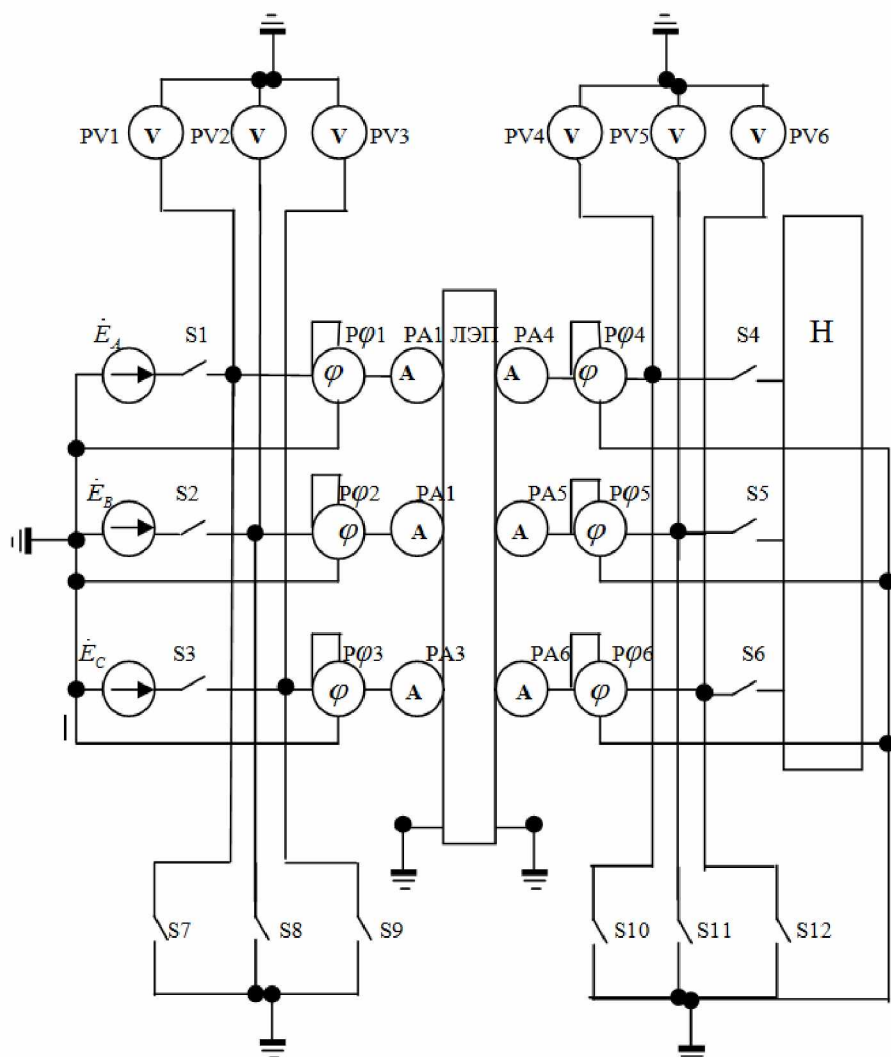 PV1 V PV2 V V PV3 PV4 V PV5 V V PV6
Ė_A S1 Pφ1 PA1 ЛЭП PA4 Pφ4 S4 Н
φ A A φ
Ė_B S2 Pφ2 PA1 PA5 Pφ5 S5
φ A A φ
Ė_C S3 Pφ3 PA3 PA6 Pφ6 S6
φ A A φ
S7 S8 S9 S10 S11 S12